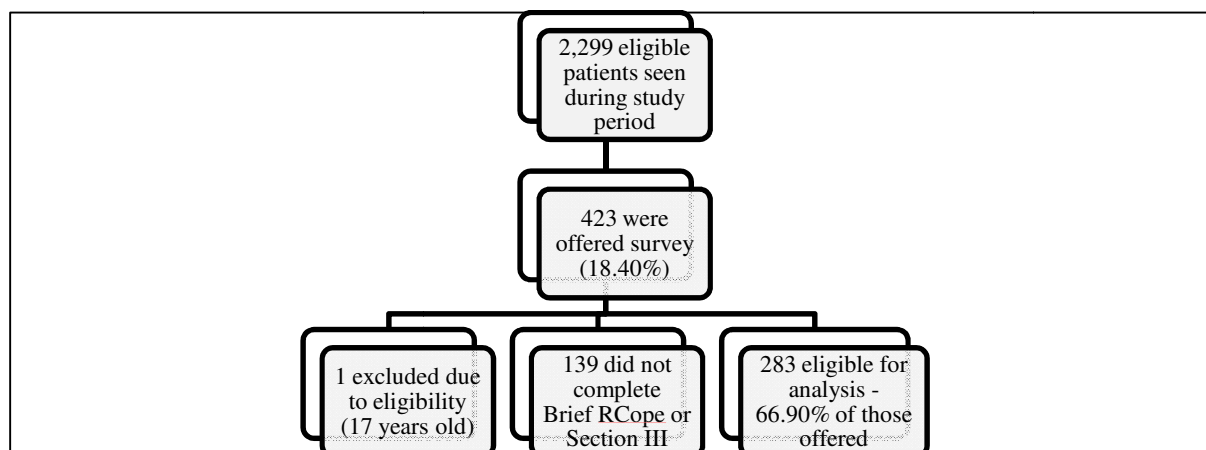 2,299 eligible
patients seen
during study
period
423 were
offered survey
(18.40%)
1 excluded due
to eligibility
(17 years old)
139 did not
complete
Brief RCope or
Section III
283 eligible for
analysis -
66.90% of those
offered